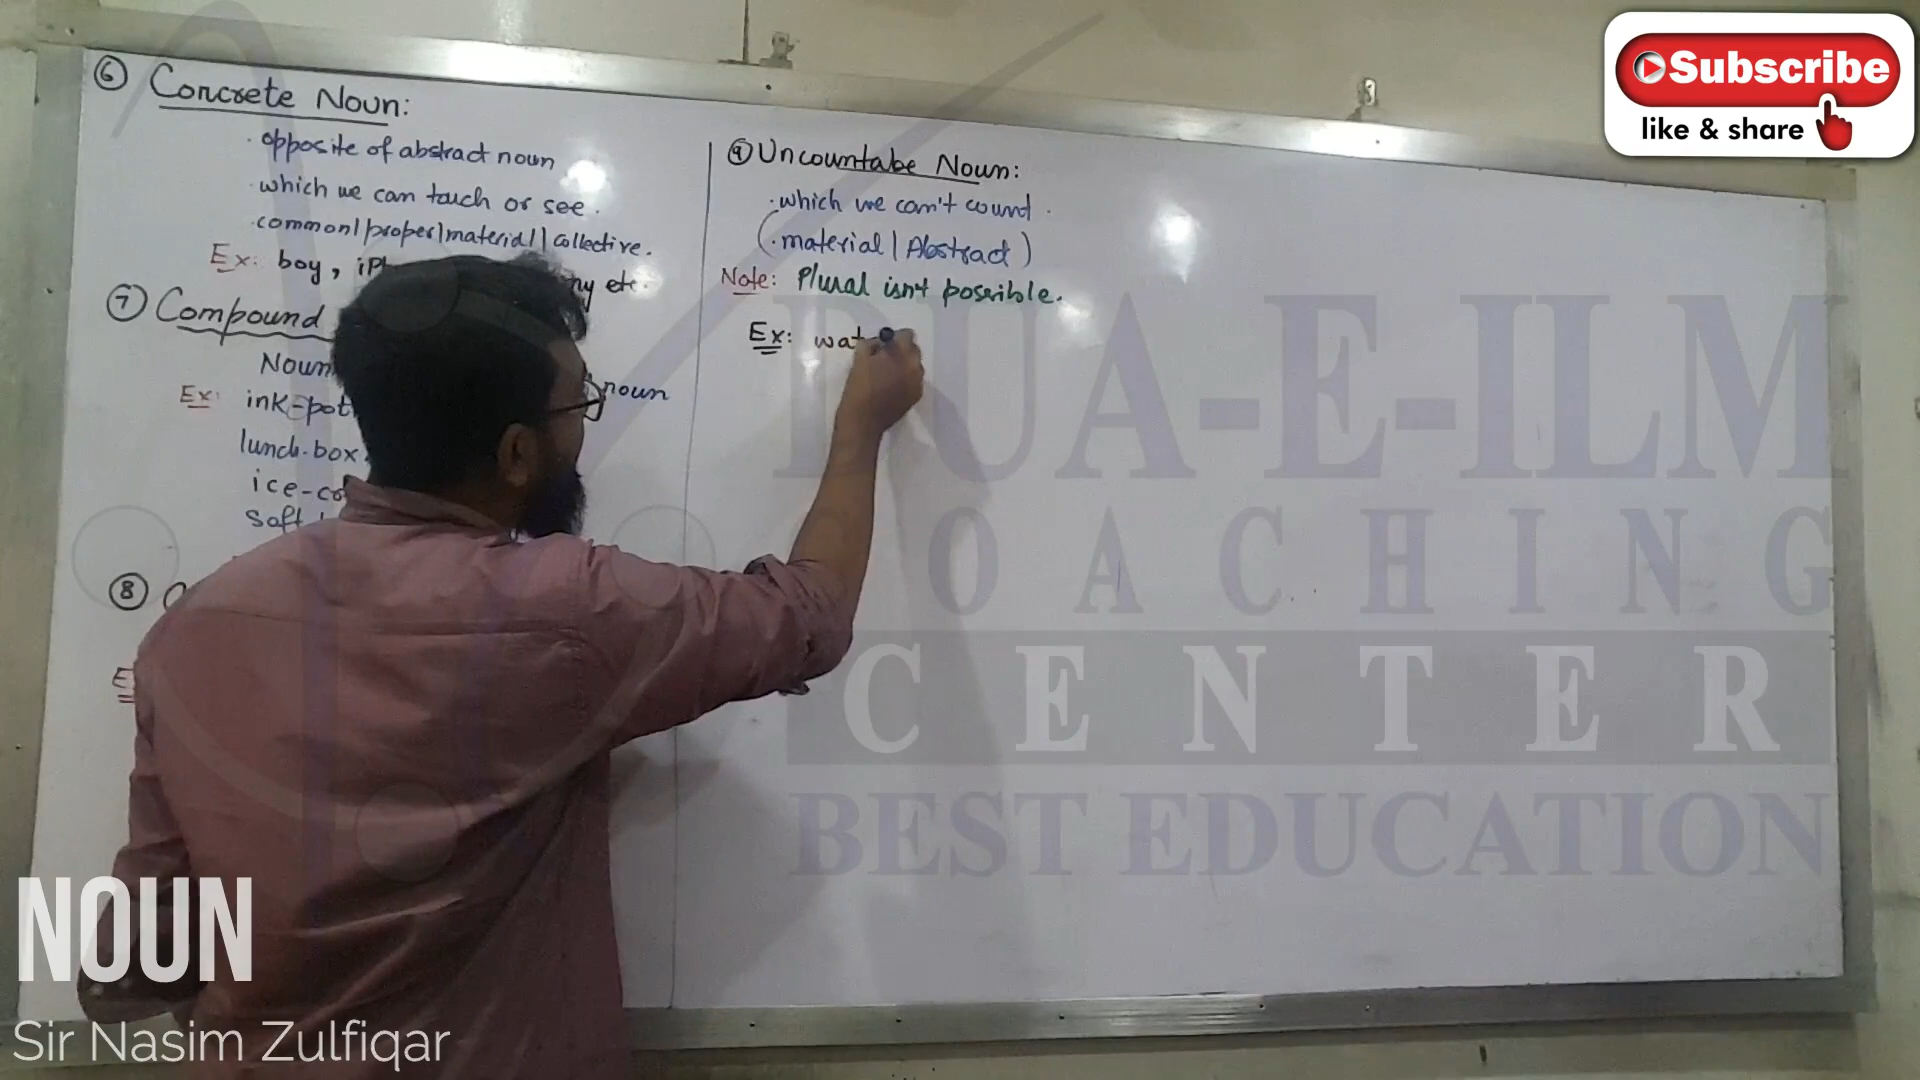 ⑥ Concrete Noun:
· opposite of abstract noun
· which we can touch or see.
· common/proper/material/collective.
Ex: boy, etc.
⑦ Compound
Noun noun
Ex: ink-pot
lunch-box
ice-
Soft
⑧
⑨ Uncountabe Noun:
· which we can't count.
(· material / Abstract)
Note: Plural isn't possible.
Ex: wat
Subscribe
like & share
DUA-E-ILM
COACHING
CENTER
BEST EDUCATION
NOUN
Sir Nasim Zulfiqar